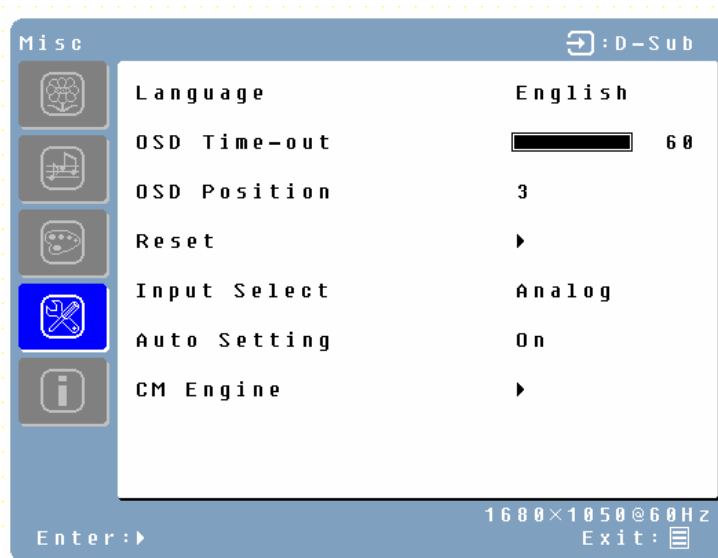 Misc :D-Sub
Language English
OSD Time-out 60
OSD Position 3
Reset
Input Select Analog
Auto Setting On
CM Engine
1680×1050@60Hz
Enter: Exit: